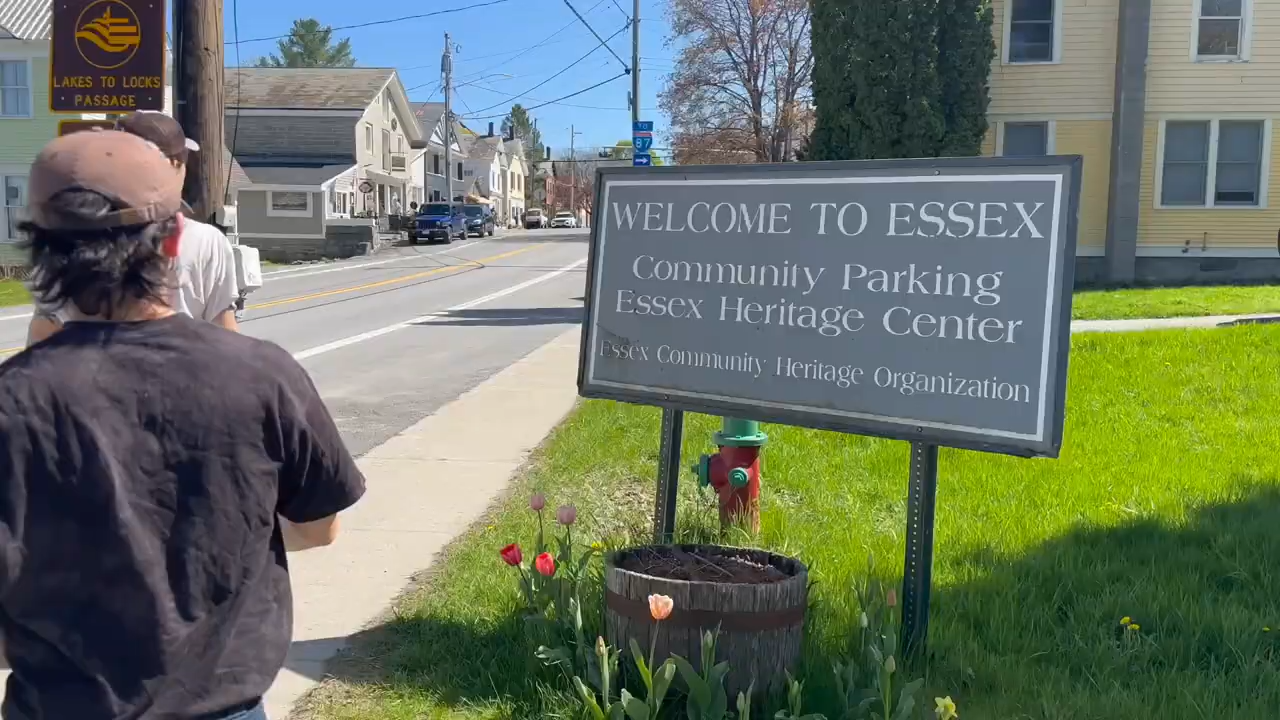 LAKES TO LOCKS
PASSAGE
87
WELCOME TO ESSEX
Community Parking
Essex Heritage Center
Essex Community Heritage Organization